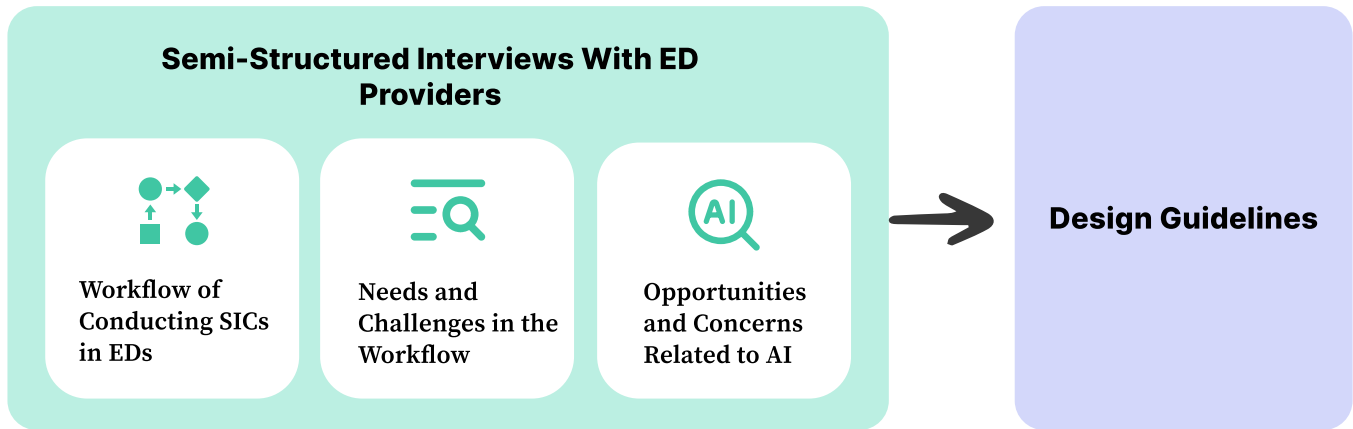 Semi-Structured Interviews With ED
Providers
Workflow of
Conducting SICs
in EDs
Needs and
Challenges in the
Workflow
AI
Opportunities
and Concerns
Related to AI
Design Guidelines